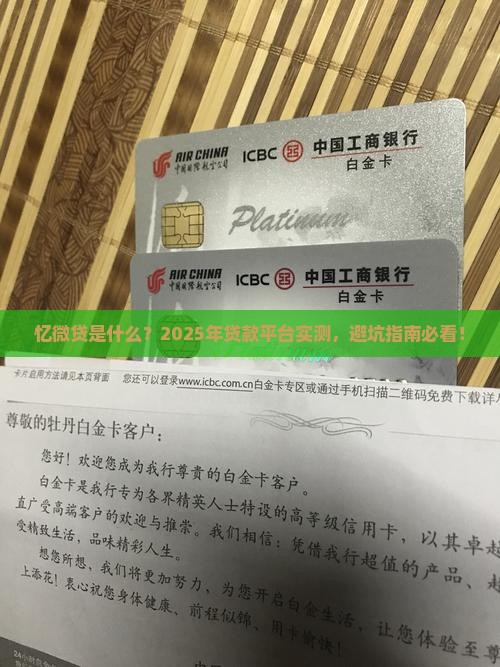 AIR CHINA
中国国际航空公司
ICBC 中国工商银行
白金卡
Platinum
AIR CHINA
中国国际航空公司
ICBC 中国工商银行
白金卡
忆微贷是什么？2025年贷款平台实测，避坑指南必看！
卡片启用方法请见本页背面
您还可以登录www.icbc.com.cn白金卡专区或通过手机扫描二维码免费下载详
尊敬的牡丹白金卡客户：
您好！欢迎您成为我行尊贵的白金卡客户。
白金卡是我行专为各界精英人士特设的高等级信用卡，以其卓越
直广受高端客户的欢迎与推崇。我们相信：凭借我行超值的产品、超
受精致生活，品味精彩人生。
想您所想，我们将更加努力，为您开启白金生活，让您体验至尊
上添花！衷心祝您身体健康、前程似锦、用卡愉快！